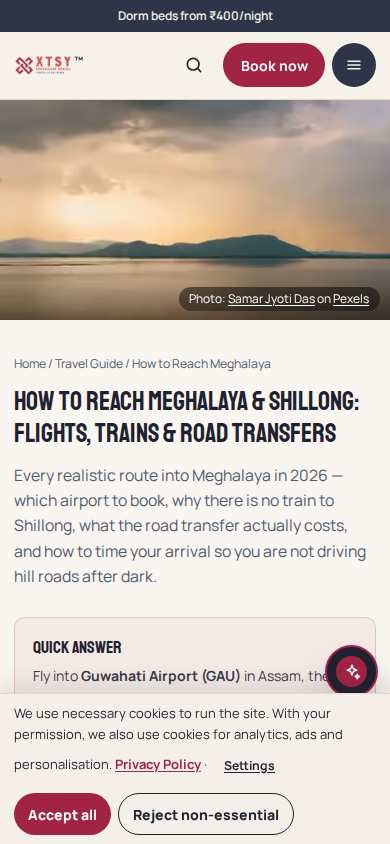 Dorm beds from ₹400/night
XTSY™
Book now
Photo: Samar Jyoti Das on Pexels
Home / Travel Guide / How to Reach Meghalaya
HOW TO REACH MEGHALAYA & SHILLONG:
FLIGHTS, TRAINS & ROAD TRANSFERS
Every realistic route into Meghalaya in 2026 —
which airport to book, why there is no train to
Shillong, what the road transfer actually costs,
and how to time your arrival so you are not driving
hill roads after dark.
QUICK ANSWER
Fly into Guwahati Airport (GAU) in Assam, the
We use necessary cookies to run the site. With your
permission, we also use cookies for analytics, ads and
personalisation. Privacy Policy · Settings
Accept all
Reject non-essential